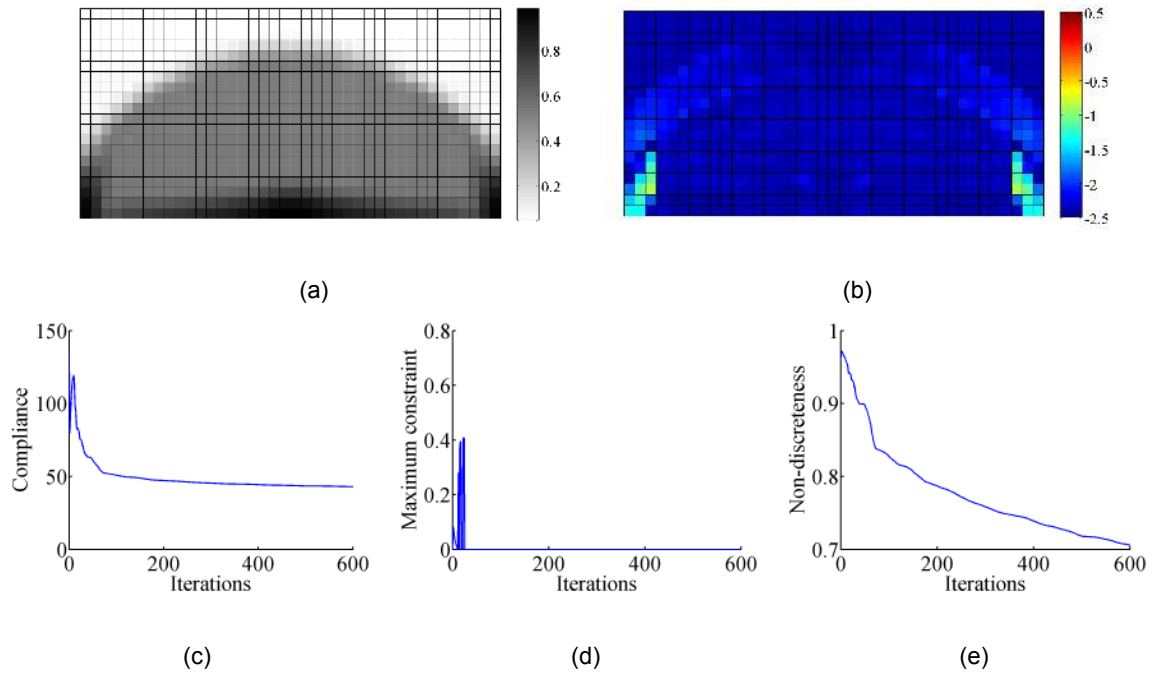 0.8
0.6
0.4
0.2
0.5
0
-0.5
-1
-1.5
-2
-2.5
(a)
(b)
150
100
50
0
Compliance
0 200 400 600
Iterations
0.8
0.6
0.4
0.2
0
Maximum constraint
0 200 400 600
Iterations
1
0.9
0.8
0.7
Non-discreteness
0 200 400 600
Iterations
(c)
(d)
(e)